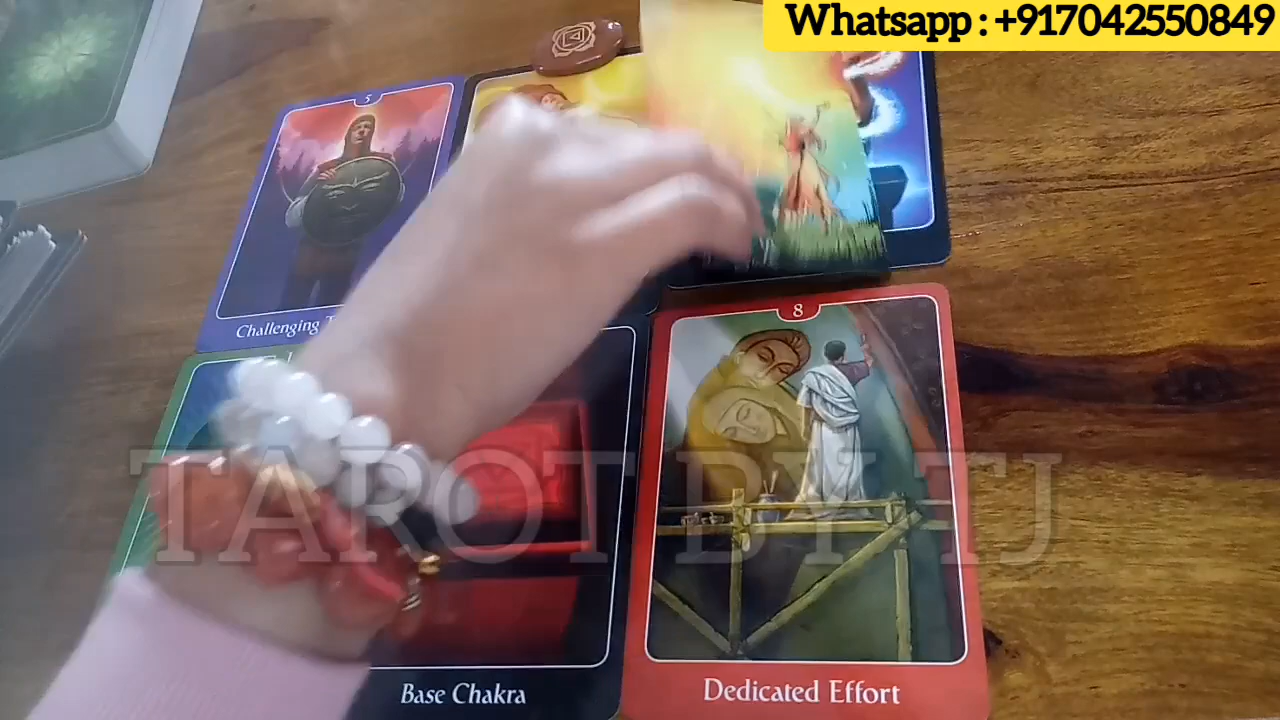 Whatsapp : +917042550849
5
Challenging
8
TAROT BY TJ
Base Chakra
Dedicated Effort